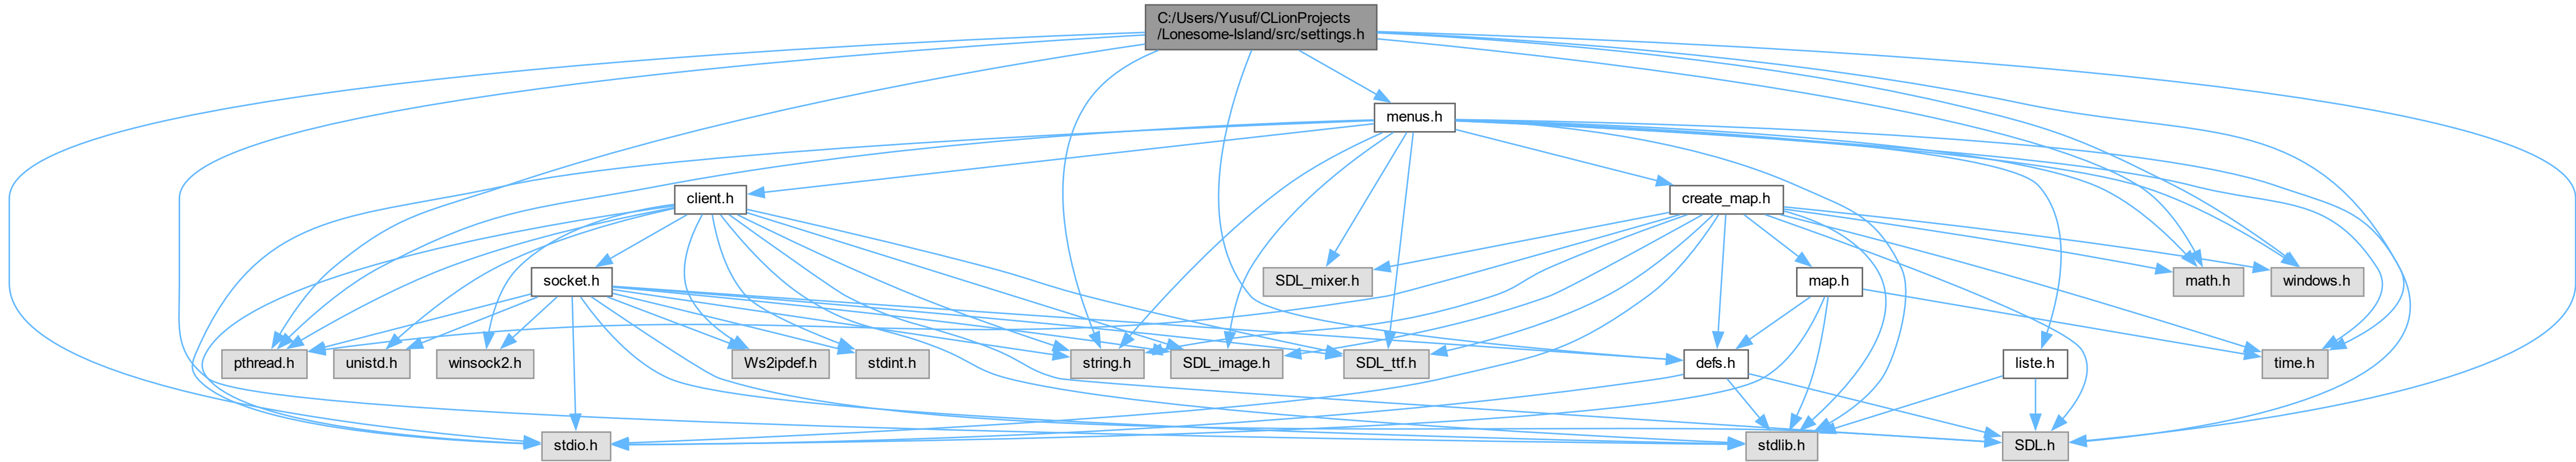 C:/Users/Yusuf/CLionProjects
/Lonesome-Island/src/settings.h
menus.h
client.h
create_map.h
socket.h
SDL_mixer.h
map.h
math.h
windows.h
pthread.h
unistd.h
winsock2.h
Ws2ipdef.h
stdint.h
string.h
SDL_image.h
SDL_ttf.h
defs.h
liste.h
time.h
stdio.h
stdlib.h
SDL.h